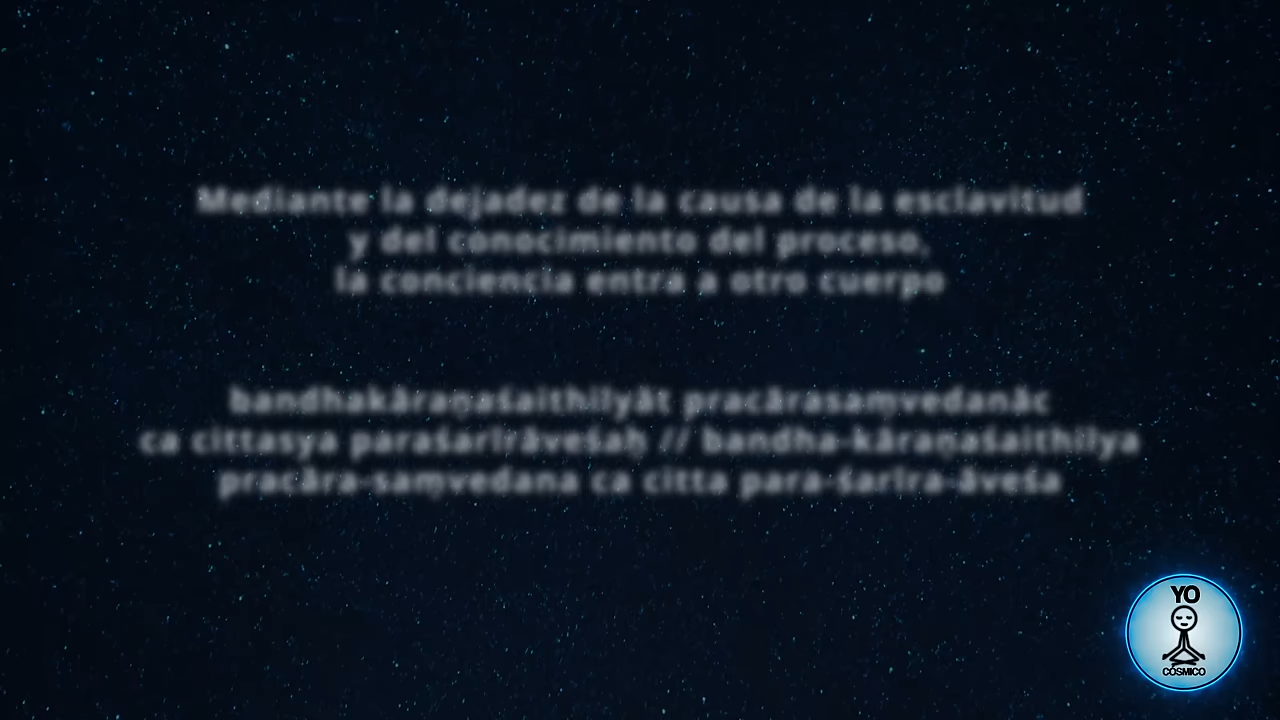 Mediante la dejadez de la causa de la esclavitud
y del conocimiento del proceso,
la conciencia entra a otro cuerpo
bandhakāraṇaśaithilyāt pracārasaṃvedanāc
ca cittasya paraśarīrāveśaḥ // bandha-kāraṇaśaithilya
pracāra-saṃvedana ca citta para-śarīra-āveśa
YO
CÓSMICO